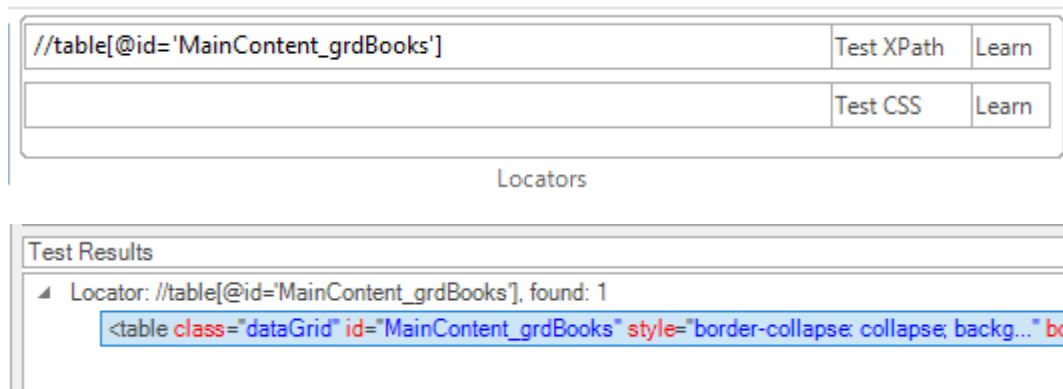 //table[@id='MainContent_grdBooks'] Test XPath Learn
Test CSS Learn
Locators
Test Results
Locator: //table[@id='MainContent_grdBooks'], found: 1
<table class="dataGrid" id="MainContent_grdBooks" style="border-collapse: collapse; backg..." bo